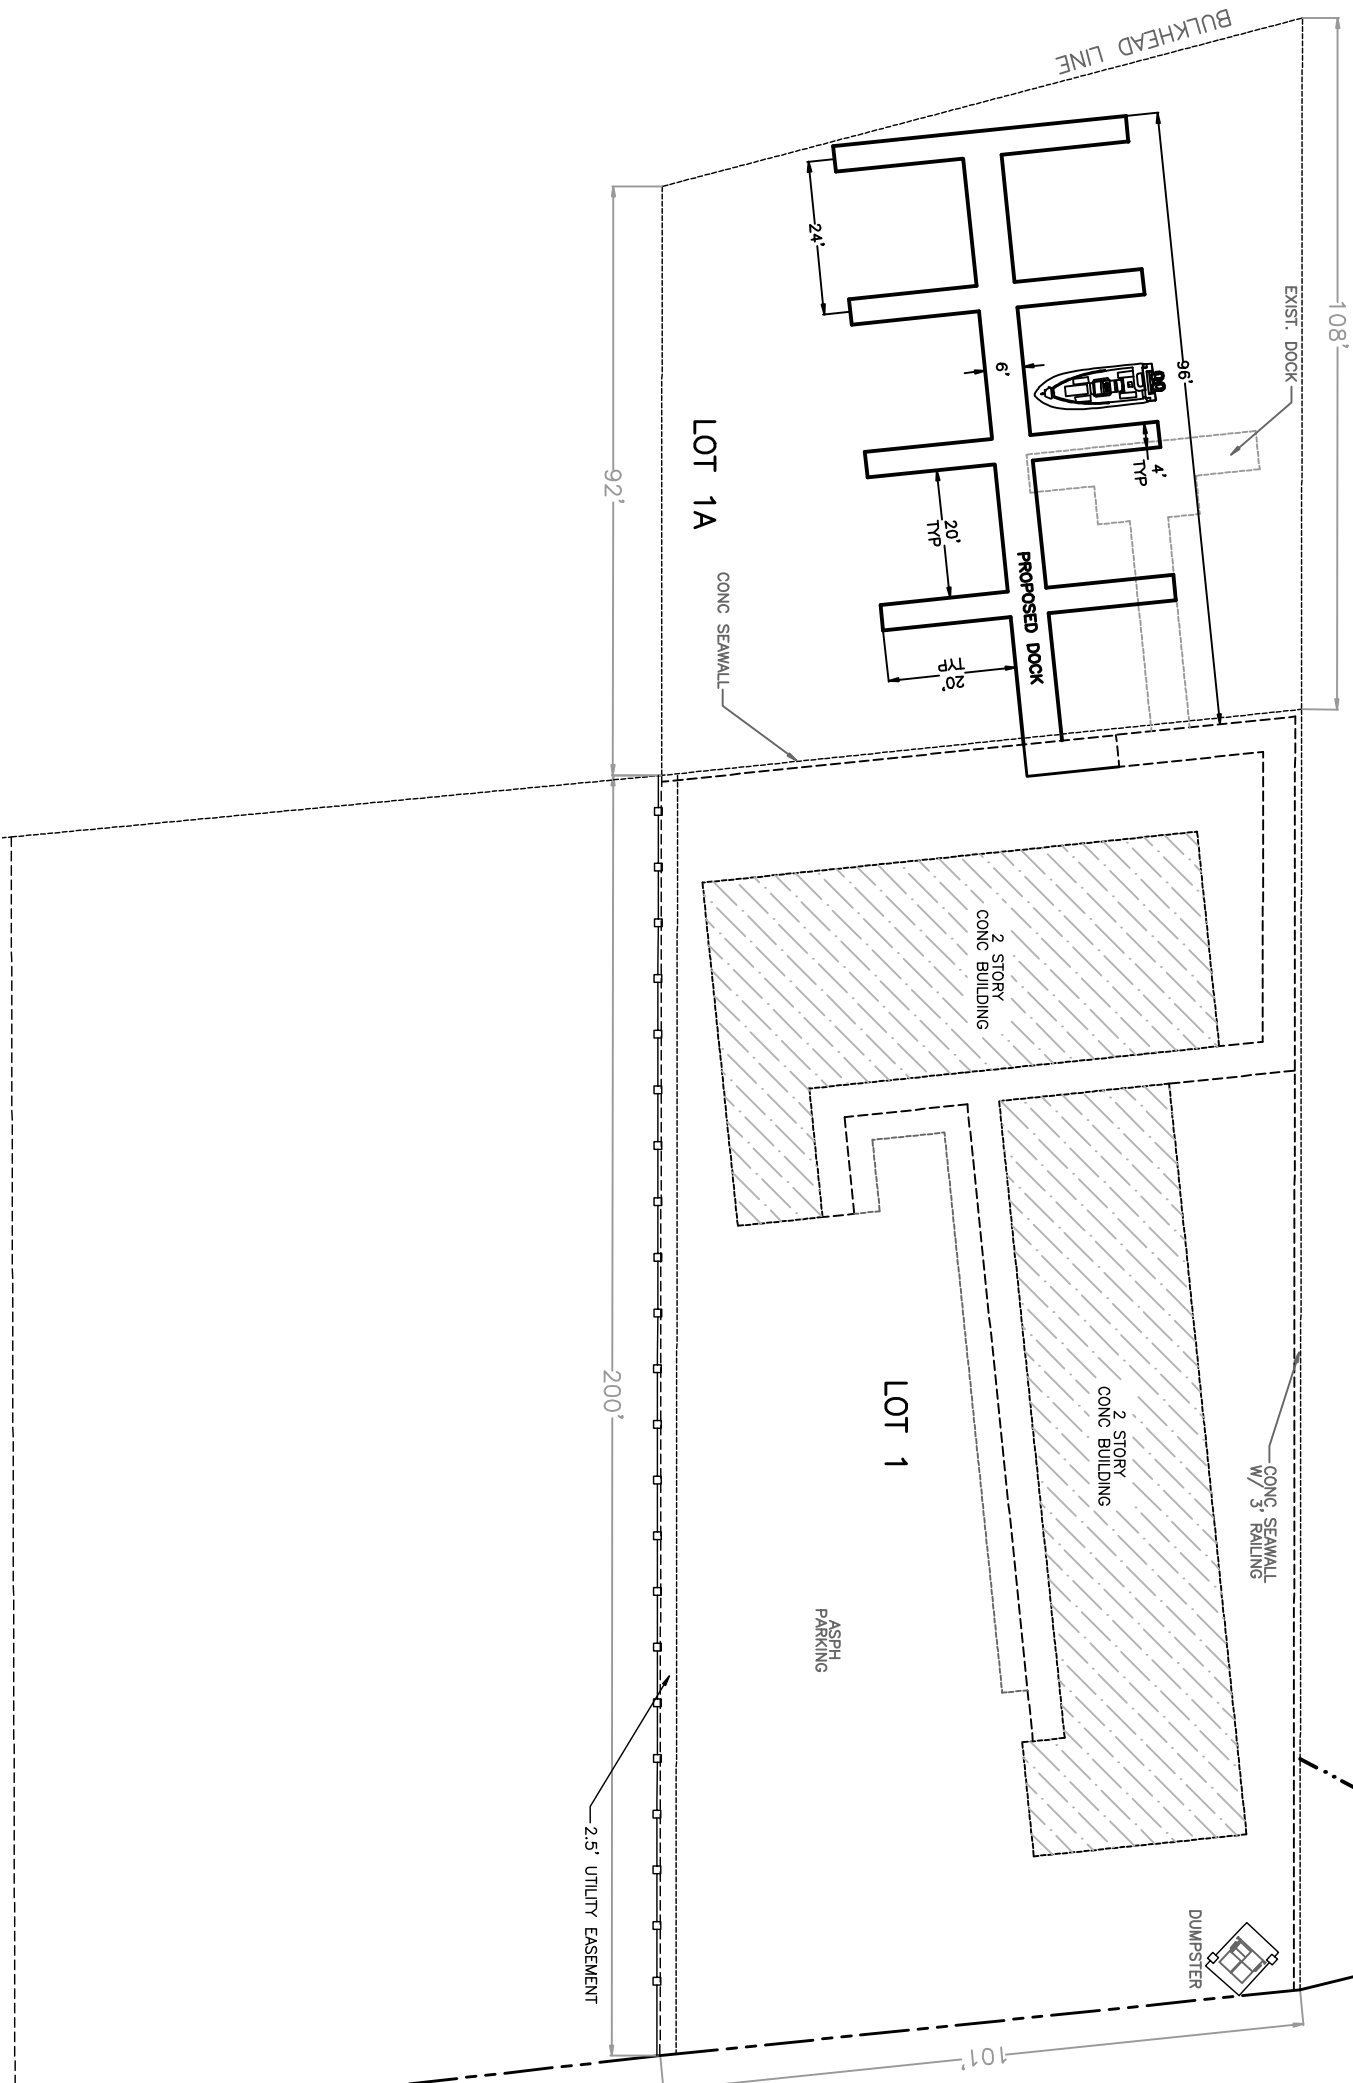 BULKHEAD LINE
108'
EXIST. DOCK
96'
24'
6'
4'
TYP
20'
TYP
PROPOSED DOCK
20'
TYP
LOT 1A
92'
CONC SEAWALL
2 STORY
CONC BUILDING
2 STORY
CONC BUILDING
LOT 1
200'
CONC SEAWALL
W/ 3' RAILING
ASPH
PARKING
2.5' UTILITY EASEMENT
DUMPSTER
101'